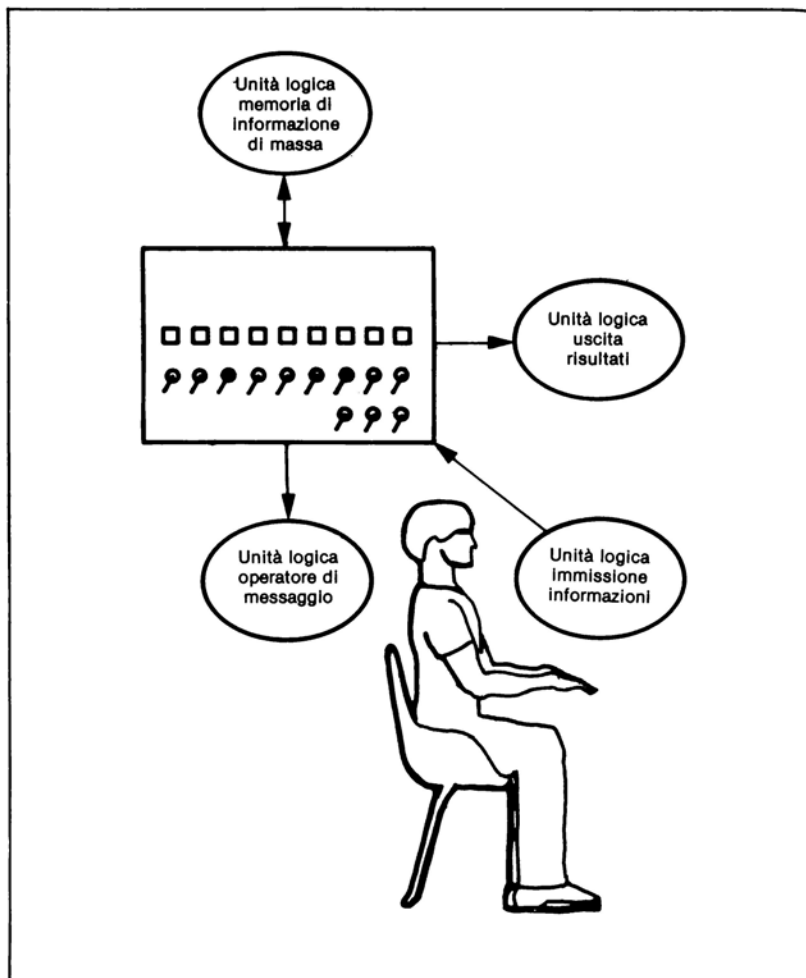 Unità logica
memoria di
informazione
di massa
Unità logica
uscita
risultati
Unità logica
operatore di
messaggio
Unità logica
immissione
informazioni